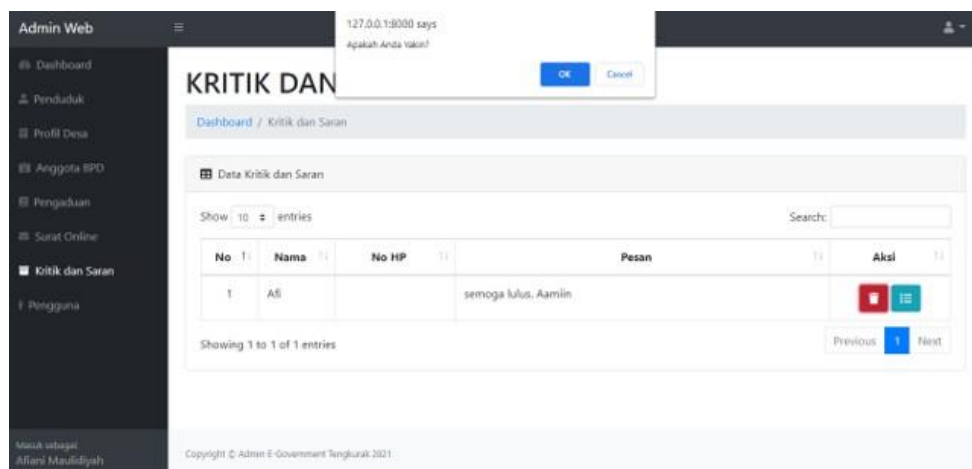 Admin Web
127.0.0.1:8000 says
Apakah Anda Yakin?
OK Cancel
Dashboard
Penduduk
Profil Desa
Anggota BPD
Pengaduan
Surat Online
Kritik dan Saran
Pengguna
KRITIK DAN
Dashboard / Kritik dan Saran
Data Kritik dan Saran
Show 10 entries
Search:
No Nama No HP Pesan Aksi
1 Afi semoga lulus. Aamiin
Showing 1 to 1 of 1 entries
Previous 1 Next
Masuk sebagai:
Afiani Maulidiyah
Copyright © Admin E-Government Tengkurak 2021